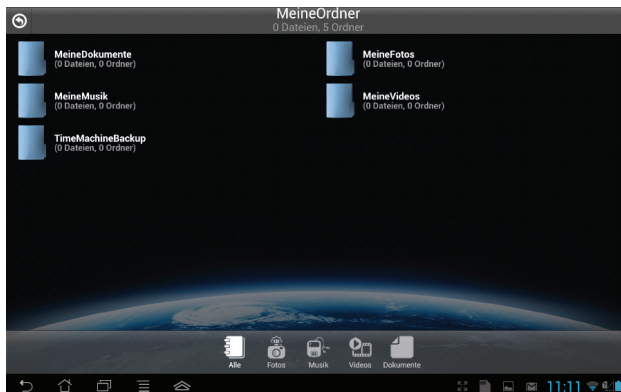 MeineOrdner
0 Dateien, 5 Ordner
MeineDokumente
(0 Dateien, 0 Ordner)
MeineFotos
(0 Dateien, 0 Ordner)
MeineMusik
(0 Dateien, 0 Ordner)
MeineVideos
(0 Dateien, 0 Ordner)
TimeMachineBackup
(0 Dateien, 0 Ordner)
Alle
Fotos
Musik
Videos
Dokumente
11:11